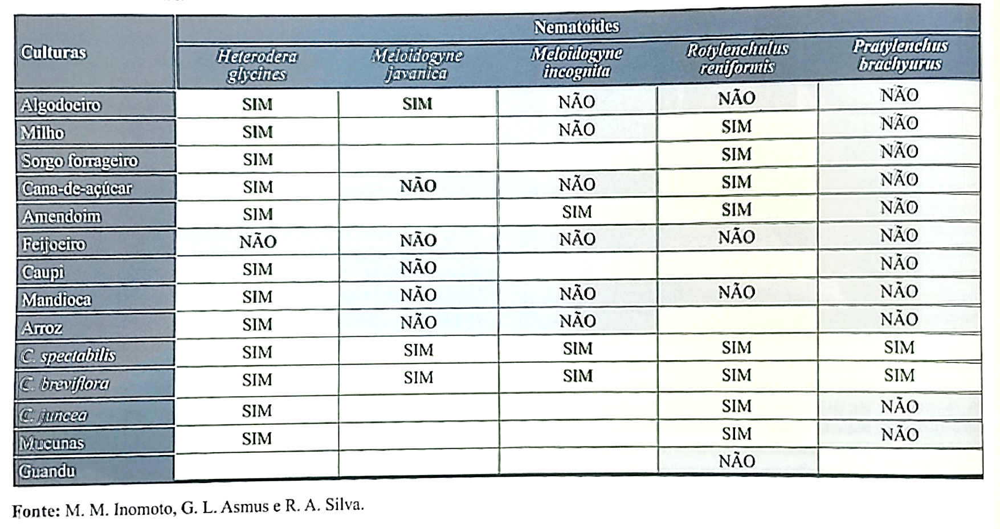 Nematoides
Culturas Heterodera glycines Meloidogyne javanica Meloidogyne incognita Rotylenchulus reniformis Pratylenchus brachyurus
Algodoeiro SIM SIM NÃO NÃO NÃO
Milho SIM NÃO SIM NÃO
Sorgo forrageiro SIM SIM NÃO
Cana-de-açúcar SIM NÃO NÃO SIM NÃO
Amendoim SIM SIM SIM NÃO
Feijoeiro NÃO NÃO NÃO NÃO NÃO
Caupi SIM NÃO NÃO
Mandioca SIM NÃO NÃO NÃO NÃO
Arroz SIM NÃO NÃO NÃO
C. spectabilis SIM SIM SIM SIM SIM
C. breviflora SIM SIM SIM SIM SIM
C. juncea SIM SIM NÃO
Mucunas SIM SIM NÃO
Guandu NÃO
Fonte: M. M. Inomoto, G. L. Asmus e R. A. Silva.